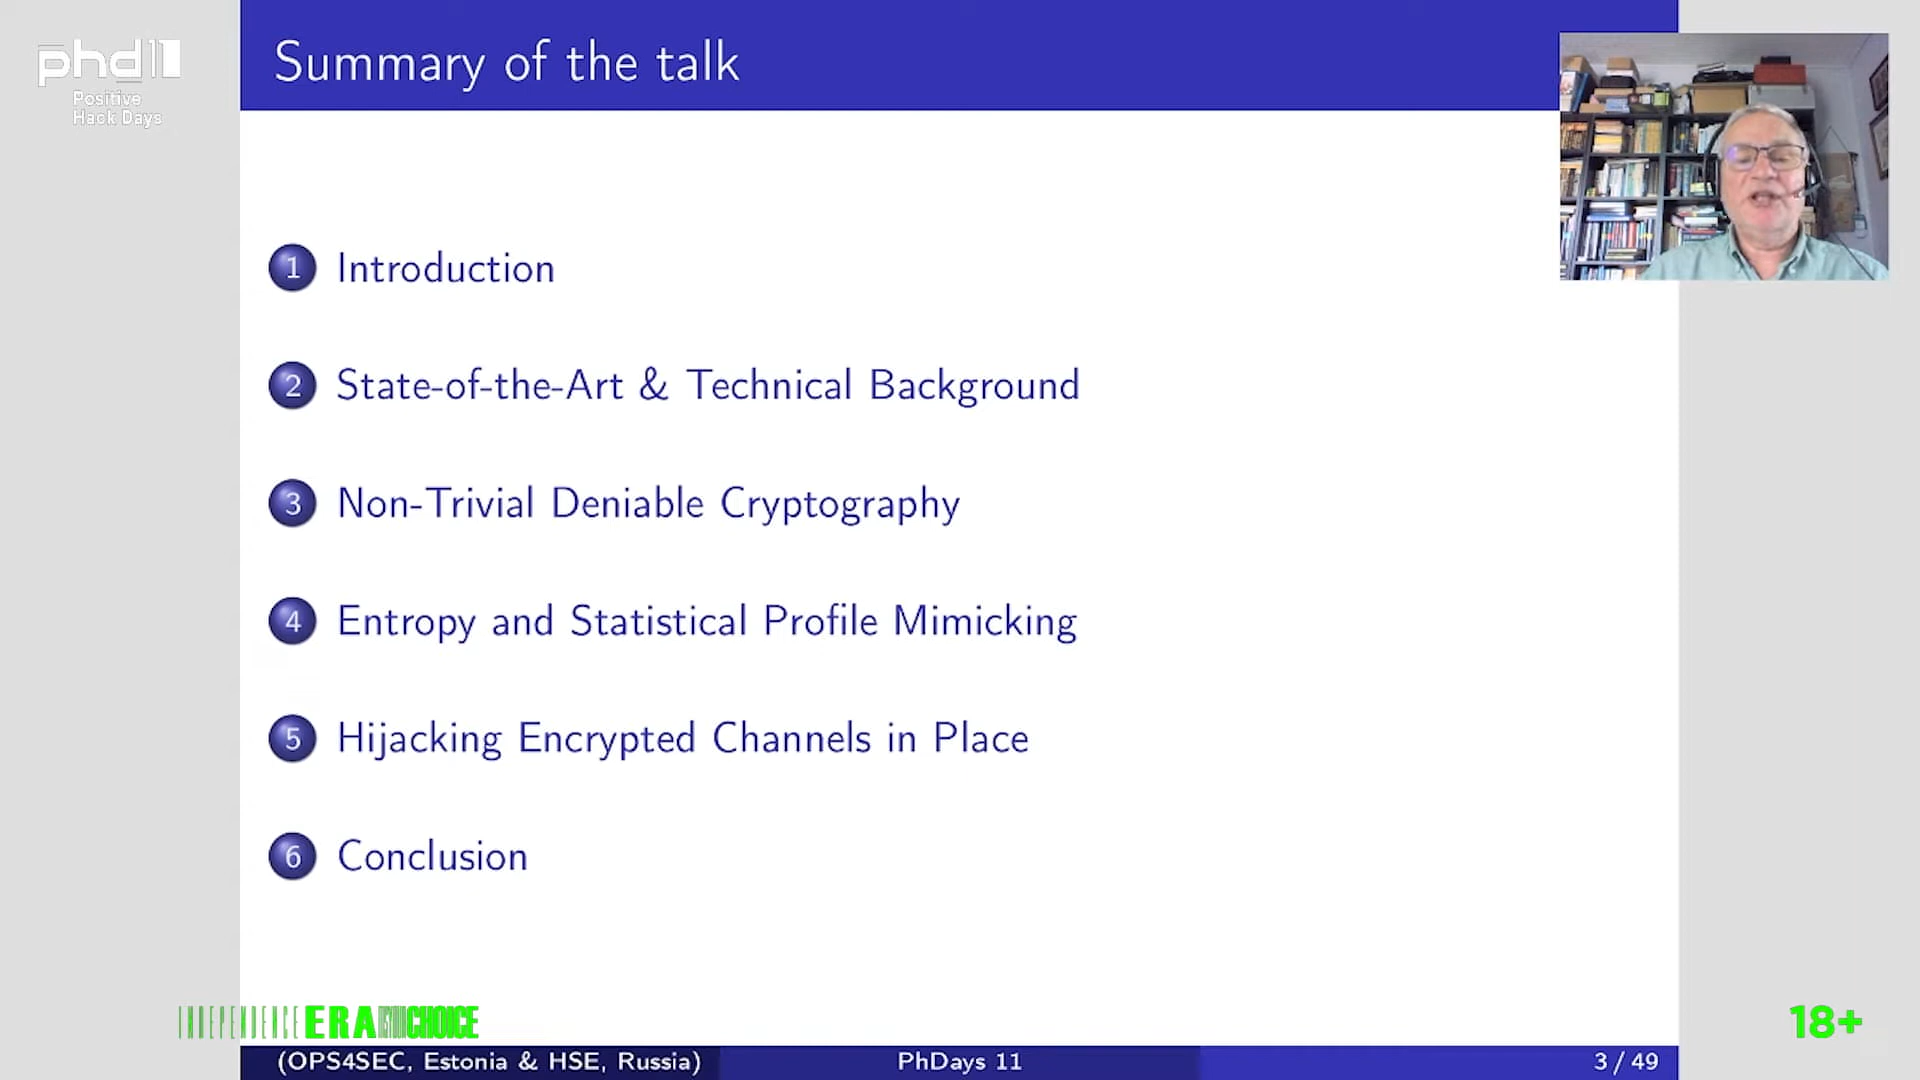 phd11
Positive
Hack Days
Summary of the talk
1 Introduction
2 State-of-the-Art & Technical Background
3 Non-Trivial Deniable Cryptography
4 Entropy and Statistical Profile Mimicking
5 Hijacking Encrypted Channels in Place
6 Conclusion
INDEPENDENCE ERA CHOICE
18+
(OPS4SEC, Estonia & HSE, Russia) PhDays 11 3 / 49